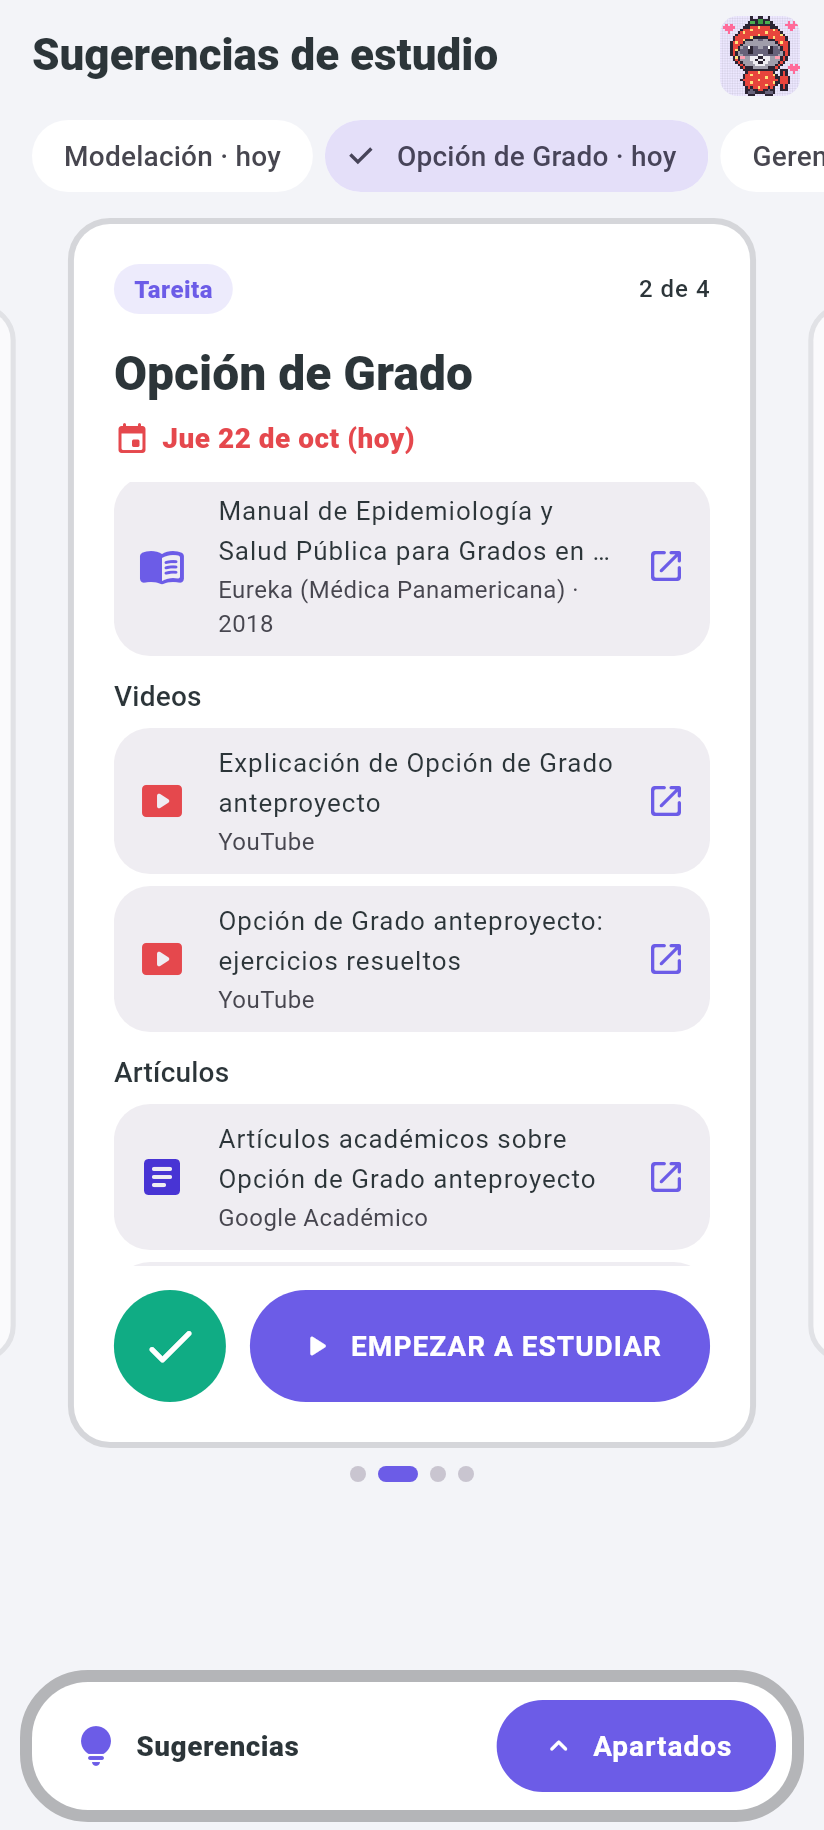 Sugerencias de estudio
Modelación · hoy
Opción de Grado · hoy
Geren
Tareita
2 de 4
Opción de Grado
Jue 22 de oct (hoy)
Manual de Epidemiología y
Salud Pública para Grados en …
Eureka (Médica Panamericana) ·
2018
Videos
Explicación de Opción de Grado
anteproyecto
YouTube
Opción de Grado anteproyecto:
ejercicios resueltos
YouTube
Artículos
Artículos académicos sobre
Opción de Grado anteproyecto
Google Académico
EMPEZAR A ESTUDIAR
Sugerencias
Apartados